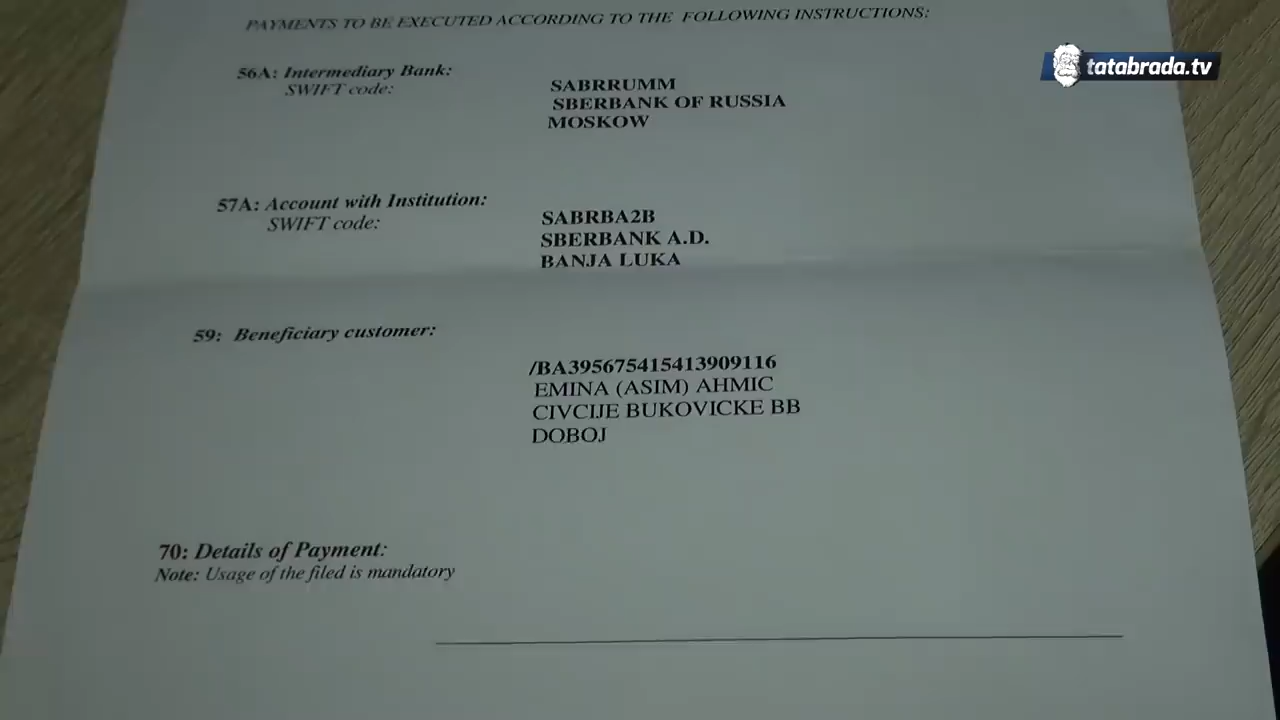 PAYMENTS TO BE EXECUTED ACCORDING TO THE FOLLOWING INSTRUCTIONS:
tatabrada.tv
56A: Intermediary Bank:
SWIFT code:
SABRRUMM
SBERBANK OF RUSSIA
MOSKOW
57A: Account with Institution:
SWIFT code:
SABRBA2B
SBERBANK A.D.
BANJA LUKA
59: Beneficiary customer:
/BA395675415413909116
EMINA (ASIM) AHMIC
CIVCIJE BUKOVICKE BB
DOBOJ
70: Details of Payment:
Note: Usage of the filed is mandatory